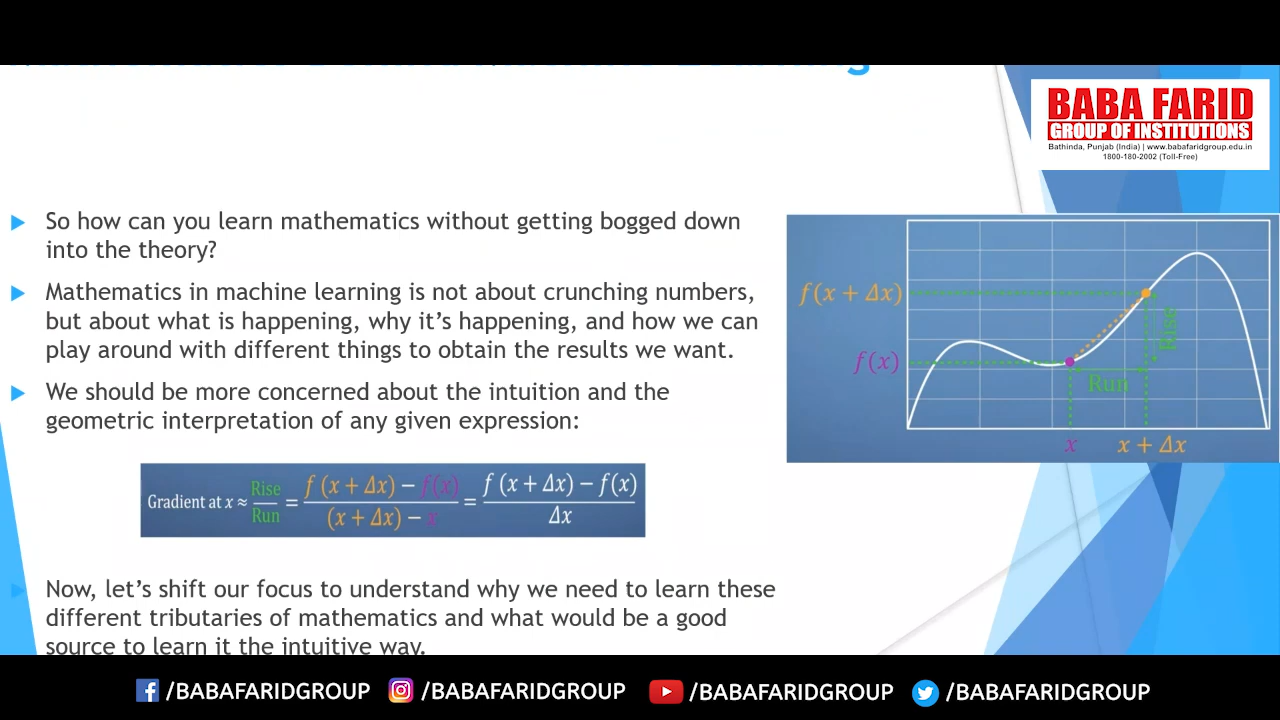 BABA FARID
GROUP OF INSTITUTIONS
Bathinda, Punjab (India) | www.babafaridgroup.edu.in
1800-180-2002 (Toll-Free)
So how can you learn mathematics without getting bogged down
into the theory?
Mathematics in machine learning is not about crunching numbers,
but about what is happening, why it’s happening, and how we can
play around with different things to obtain the results we want.
We should be more concerned about the intuition and the
geometric interpretation of any given expression:
Gradient at x ≈ Rise/Run = f (x + Δx) − f(x)/(x + Δx) − x = f (x + Δx) − f(x)/Δx
f(x + Δx)
f(x)
Rise
Run
x
x + Δx
Now, let’s shift our focus to understand why we need to learn these
different tributaries of mathematics and what would be a good
source to learn it the intuitive way.
/BABAFARIDGROUP /BABAFARIDGROUP /BABAFARIDGROUP /BABAFARIDGROUP